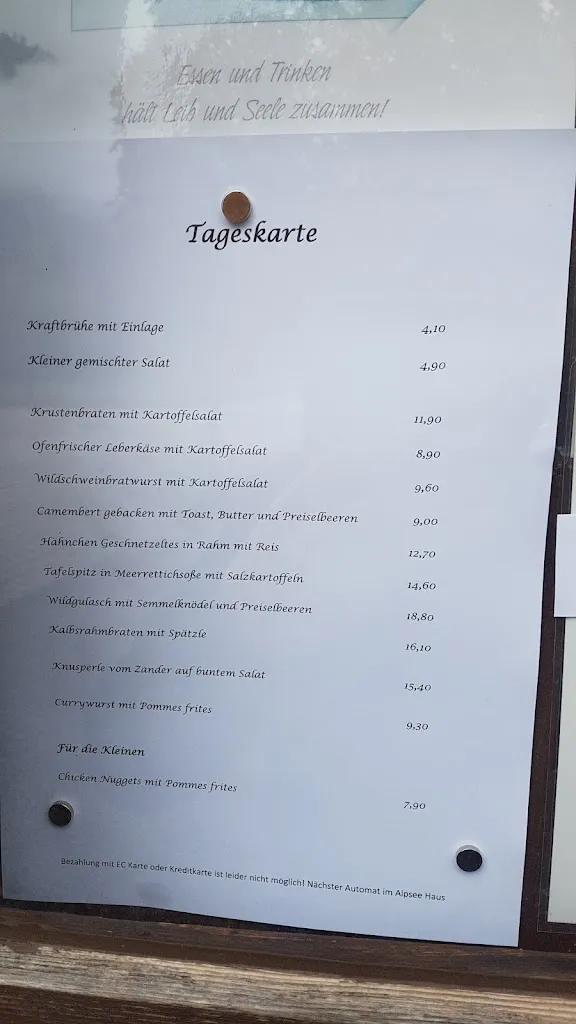 Essen und Trinken
hält Leib und Seele zusammen!
Tageskarte
Kraftbrühe mit Einlage 4,10
Kleiner gemischter Salat 4,90
Krustenbraten mit Kartoffelsalat 11,90
Ofenfrischer Leberkäse mit Kartoffelsalat 8,90
Wildschweinbratwurst mit Kartoffelsalat 9,60
Camembert gebacken mit Toast, Butter und Preiselbeeren 9,00
Hähnchen Geschnetzeltes in Rahm mit Reis 12,70
Tafelspitz in Meerrettichsoße mit Salzkartoffeln 14,60
Wildgulasch mit Semmelknödel und Preiselbeeren 18,80
Kalbsrahmbraten mit Spätzle 16,10
Knusperle vom Zander auf buntem Salat 15,40
Currywurst mit Pommes frites 9,30
Für die Kleinen
Chicken Nuggets mit Pommes frites 7,90
Bezahlung mit EC Karte oder Kreditkarte ist leider nicht möglich! Nächster Automat im Alpsee Haus